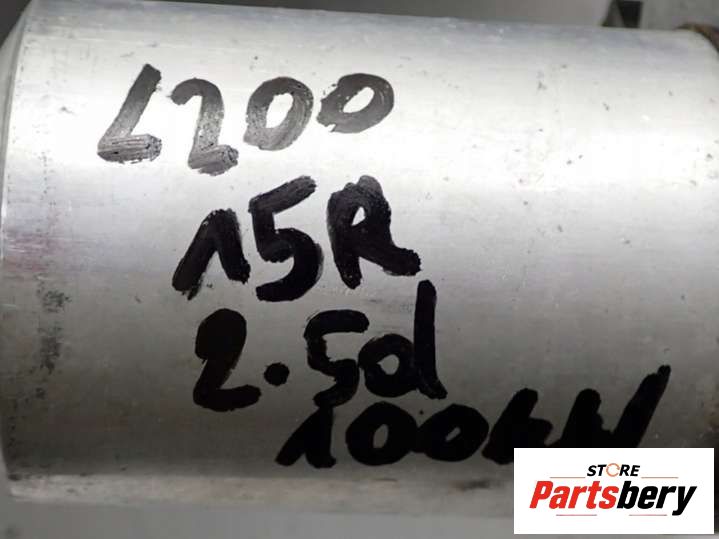 L200
15R
2.5d
100kW
STORE
Partsbery